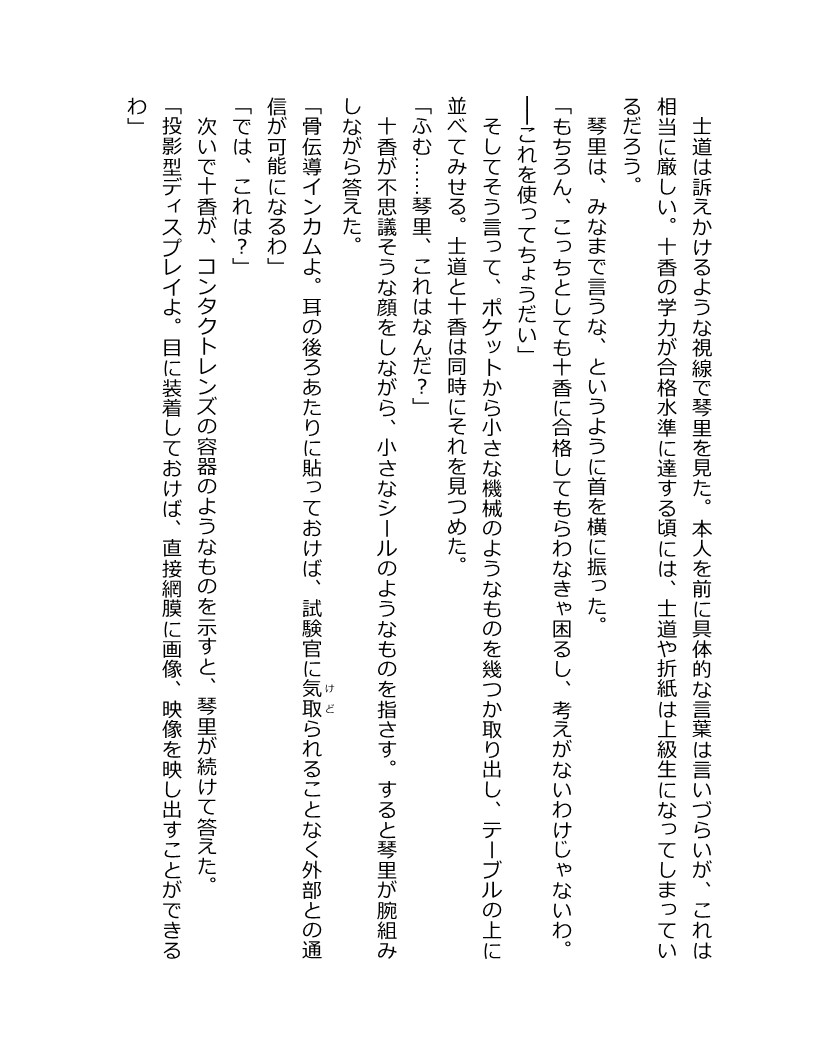 士道は訴えかけるような視線で琴里を見た。本人を前に具体的な言葉は言いづらいが、これは
相当に厳しい。十香の学力が合格水準に達する頃には、士道や折紙は上級生になってしまってい
るだろう。
　琴里は、みなまで言うな、というように首を横に振った。
「もちろん、こっちとしても十香に合格してもらわなきゃ困るし、考えがないわけじゃないわ。
──これを使ってちょうだい」
　そしてそう言って、ポケットから小さな機械のようなものを幾つか取り出し、テーブルの上に
並べてみせる。士道と十香は同時にそれを見つめた。
「ふむ……琴里、これはなんだ？」
　十香が不思議そうな顔をしながら、小さなシールのようなものを指さす。すると琴里が腕組み
しながら答えた。
「骨伝導インカムよ。耳の後ろあたりに貼っておけば、試験官に気取られることなく外部との通
けど
信が可能になるわ」
「では、これは？」
　次いで十香が、コンタクトレンズの容器のようなものを示すと、琴里が続けて答えた。
「投影型ディスプレイよ。目に装着しておけば、直接網膜に画像、映像を映し出すことができる
わ」